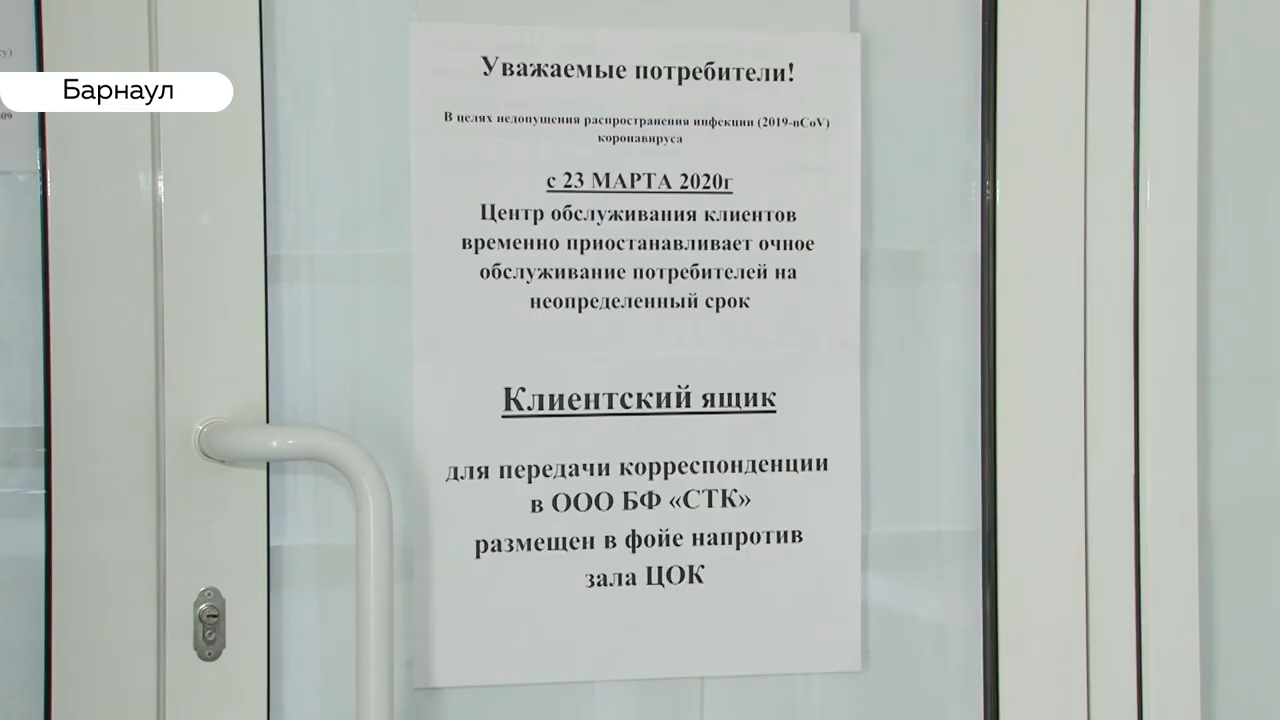 Барнаул
Уважаемые потребители!
В целях недопущения распространения инфекции (2019-nCoV)
коронавируса
с 23 МАРТА 2020г
Центр обслуживания клиентов
временно приостанавливает очное
обслуживание потребителей на
неопределенный срок
Клиентский ящик
для передачи корреспонденции
в ООО БФ «СТК»
размещен в фойе напротив
зала ЦОК